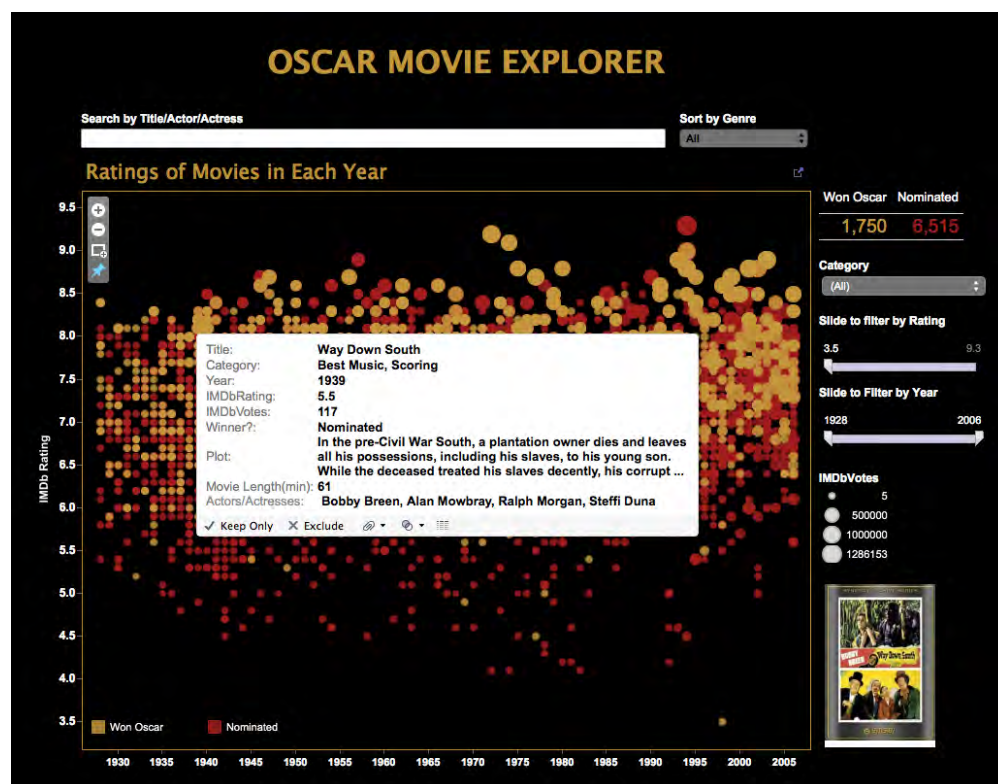 OSCAR MOVIE EXPLORER
Search by Title/Actor/Actress
Sort by Genre
All
Ratings of Movies in Each Year
Won Oscar Nominated
1,750 6,515
Category
(All)
Slide to filter by Rating
3.5 9.3
Slide to Filter by Year
1928 2006
IMDbVotes
5
500000
1000000
1286153
IMDb Rating
9.5
9.0
8.5
8.0
7.5
7.0
6.5
6.0
5.5
5.0
4.5
4.0
3.5
Title: Way Down South
Category: Best Music, Scoring
Year: 1939
IMDbRating: 5.5
IMDbVotes: 117
Winner?: Nominated
Plot: In the pre-Civil War South, a plantation owner dies and leaves
all his possessions, including his slaves, to his young son.
While the deceased treated his slaves decently, his corrupt ...
Movie Length(min): 61
Actors/Actresses: Bobby Breen, Alan Mowbray, Ralph Morgan, Steffi Duna
Keep Only Exclude
Won Oscar Nominated
1930 1935 1940 1945 1950 1955 1960 1965 1970 1975 1980 1985 1990 1995 2000 2005
BOBBY
BREEN
Way Down South